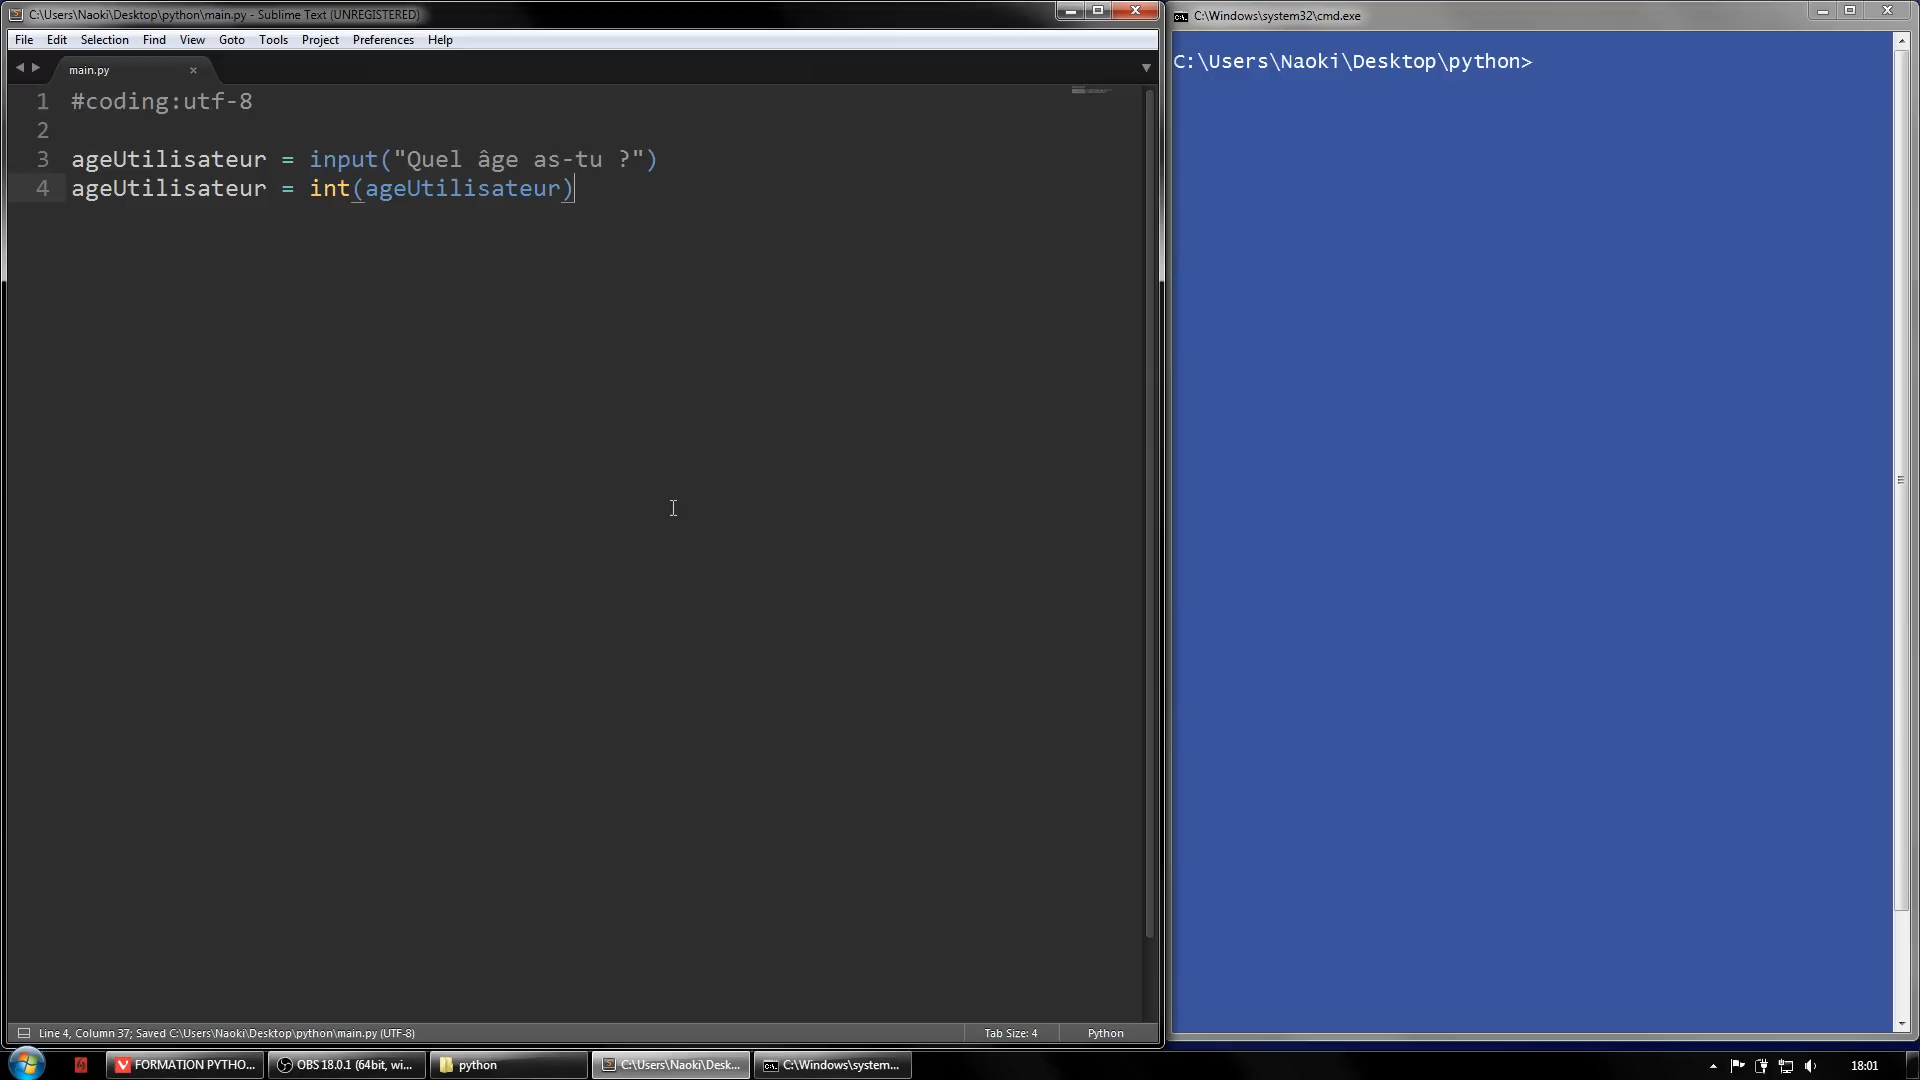 C:\Users\Naoki\Desktop\python\main.py - Sublime Text (UNREGISTERED)
File Edit Selection Find View Goto Tools Project Preferences Help
main.py
1 #coding:utf-8
2
3 ageUtilisateur = input("Quel âge as-tu ?")
4 ageUtilisateur = int(ageUtilisateur)
Line 4, Column 37; Saved C:\Users\Naoki\Desktop\python\main.py (UTF-8)
Tab Size: 4
Python
C:\Windows\system32\cmd.exe
C:\Users\Naoki\Desktop\python>
FORMATION PYTHO...
OBS 18.0.1 (64bit, wi...
python
C:\Users\Naoki\Desk...
C:\Windows\system...
18:01